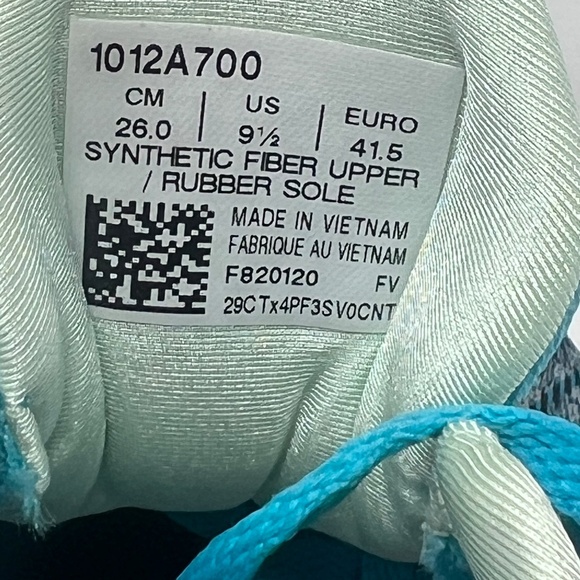 1012A700
CM | US | EURO
26.0 | 9½ | 41.5
SYNTHETIC FIBER UPPER
/ RUBBER SOLE
MADE IN VIETNAM
FABRIQUE AU VIETNAM
F820120 FV
29CTx4PF3SV0CNT